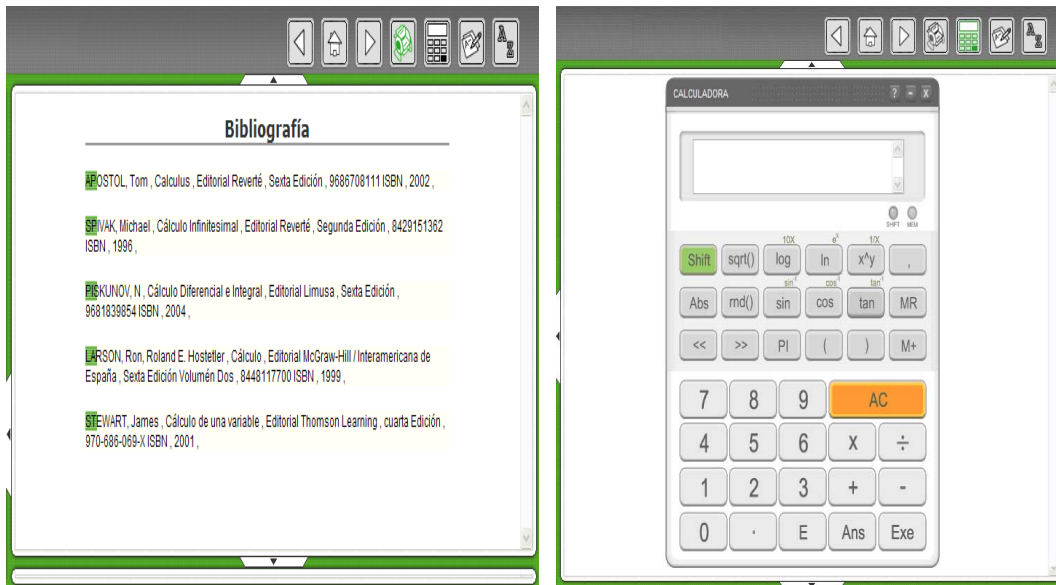 Bibliografía
APOSTOL, Tom , Calculus , Editorial Reverté , Sexta Edición , 9686708111 ISBN , 2002 ,
SPIVAK, Michael , Cálculo Infinitesimal , Editorial Reverté , Segunda Edición , 8429151362
ISBN , 1996 ,
PISKUNOV, N , Cálculo Diferencial e Integral , Editorial Limusa , Sexta Edición ,
9681839854 ISBN , 2004 ,
LARSON, Ron, Roland E. Hostetler , Cálculo , Editorial McGraw-Hill / Interamericana de
España , Sexta Edición Volumén Dos , 8448117700 ISBN , 1999 ,
STEWART, James , Cálculo de una variable , Editorial Thomson Learning , cuarta Edición ,
970-686-069-X ISBN , 2001 ,
A Z
A Z
CALCULADORA ? - X
SHIFT MEM
10X e^x 1/X
Shift sqrt() log ln x^y ,
sin^-1 cos^-1 tan^-1
Abs rnd() sin cos tan MR
<< >> PI ( ) M+
7 8 9 AC
4 5 6 X ÷
1 2 3 + -
0 . E Ans Exe